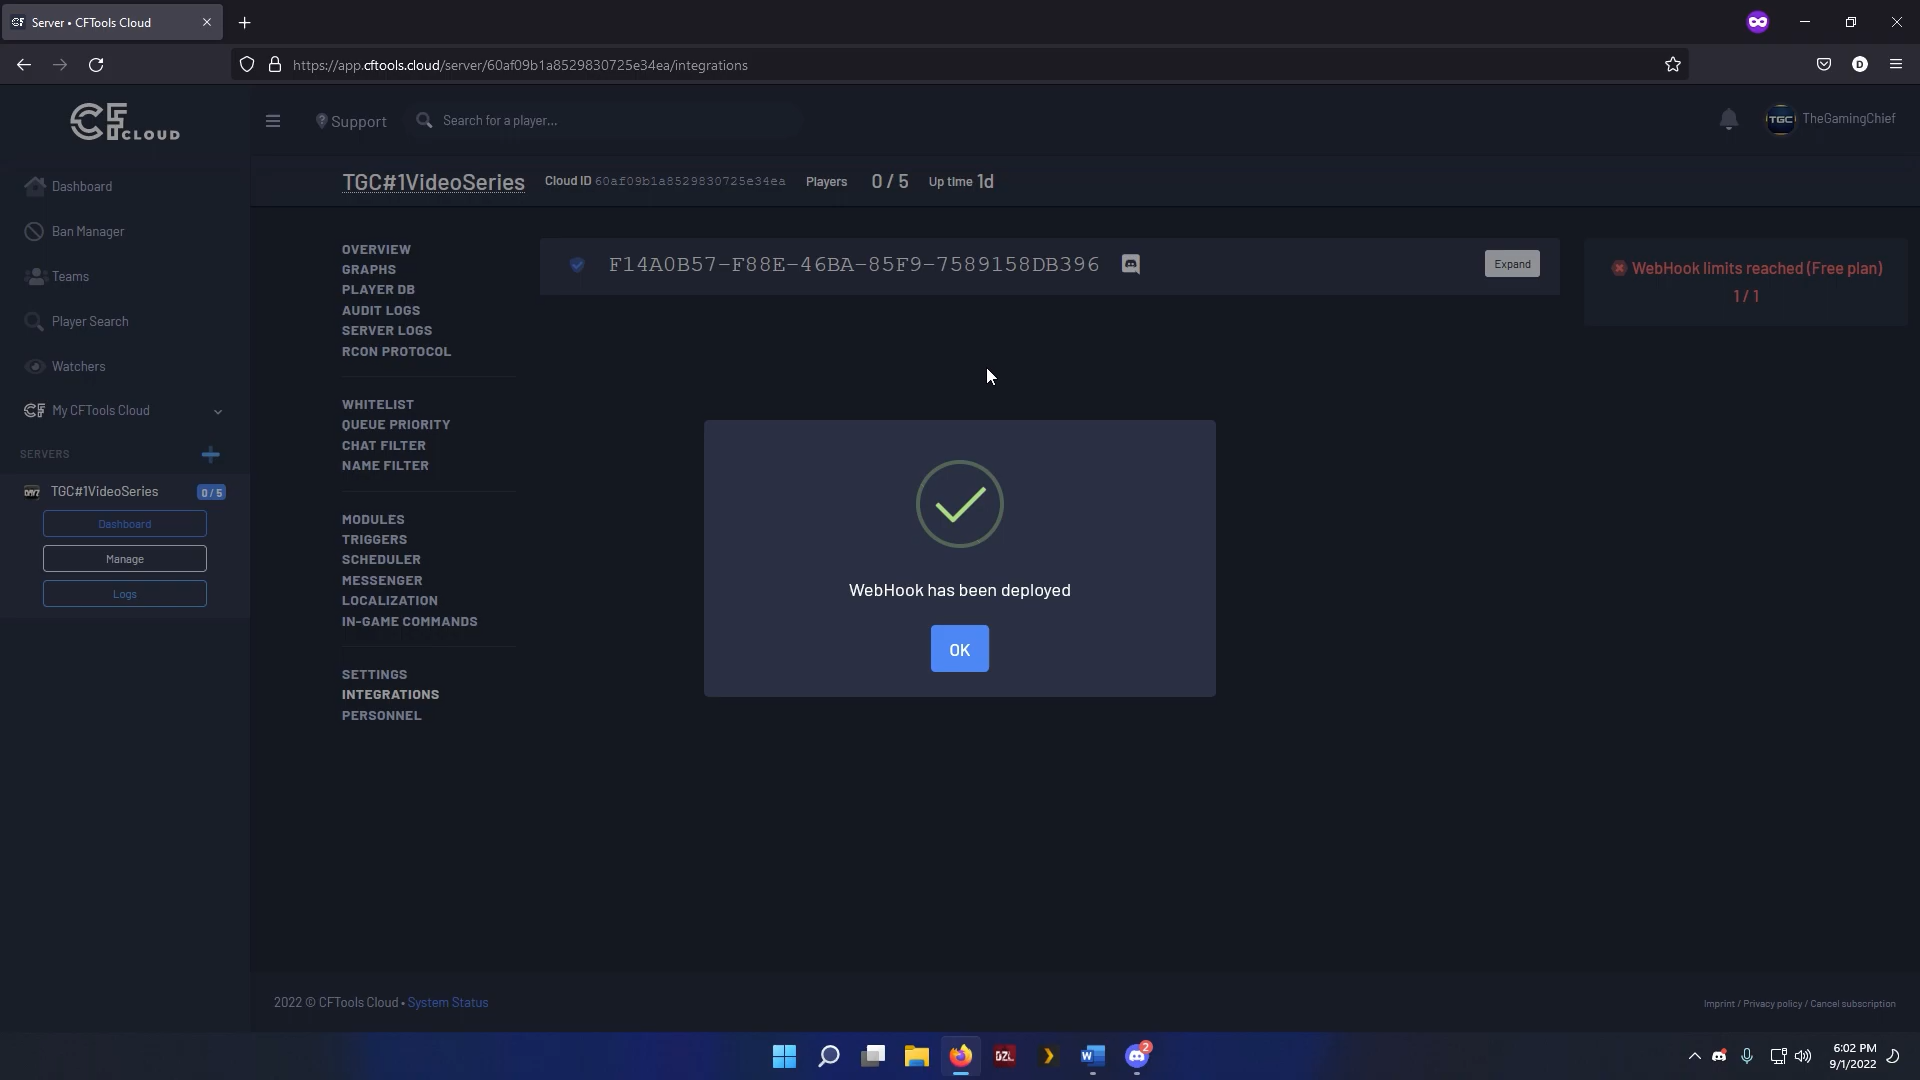 Server • CFTools Cloud
https://app.cftools.cloud/server/60af09b1a8529830725e34ea/integrations
D
CF CLOUD
Support
Search for a player...
TGC
TheGamingChief
Dashboard
Ban Manager
Teams
Player Search
Watchers
CF My CFTools Cloud
SERVERS
TGC#1VideoSeries
0 / 5
Dashboard
Manage
Logs
TGC#1VideoSeries
Cloud ID 60af09b1a8529830725e34ea
Players 0 / 5
Up time 1d
OVERVIEW
GRAPHS
PLAYER DB
AUDIT LOGS
SERVER LOGS
RCON PROTOCOL
WHITELIST
QUEUE PRIORITY
CHAT FILTER
NAME FILTER
MODULES
TRIGGERS
SCHEDULER
MESSENGER
LOCALIZATION
IN-GAME COMMANDS
SETTINGS
INTEGRATIONS
PERSONNEL
F14A0B57-F88E-46BA-85F9-7589158DB396
Expand
WebHook limits reached (Free plan)
1 / 1
WebHook has been deployed
OK
2022 © CFTools Cloud • System Status
Imprint / Privacy policy / Cancel subscription
DZL
W
2
6:02 PM
9/1/2022